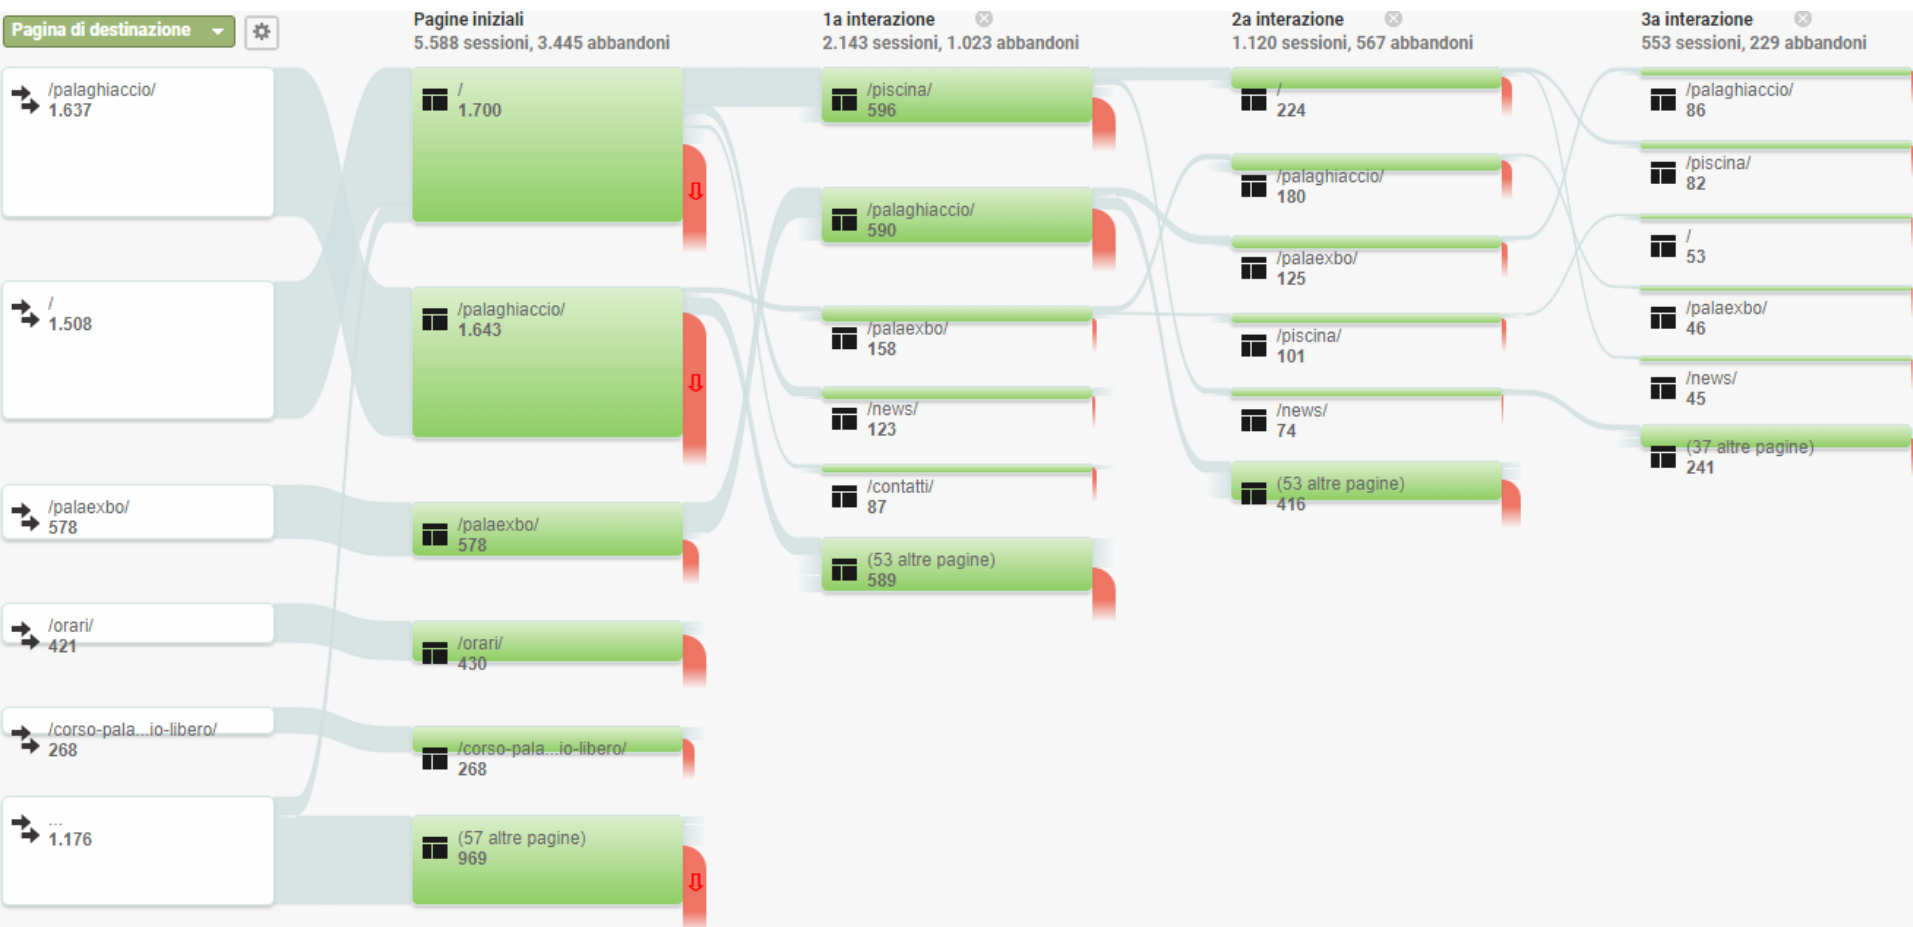 Pagina di destinazione
/palaghiaccio/
1.637
/
1.508
/palaexbo/
578
/orari/
421
/corso-pala...io-libero/
268
...
1.176
Pagine iniziali
5.588 sessioni, 3.445 abbandoni
/
1.700
/palaghiaccio/
1.643
/palaexbo/
578
/orari/
430
/corso-pala...io-libero/
268
(57 altre pagine)
969
1a interazione
2.143 sessioni, 1.023 abbandoni
/piscina/
596
/palaghiaccio/
590
/palaexbo/
158
/news/
123
/contatti/
87
(53 altre pagine)
589
2a interazione
1.120 sessioni, 567 abbandoni
/
224
/palaghiaccio/
180
/palaexbo/
125
/piscina/
101
/news/
74
(53 altre pagine)
416
3a interazione
553 sessioni, 229 abbandoni
/palaghiaccio/
86
/piscina/
82
/
53
/palaexbo/
46
/news/
45
(37 altre pagine)
241